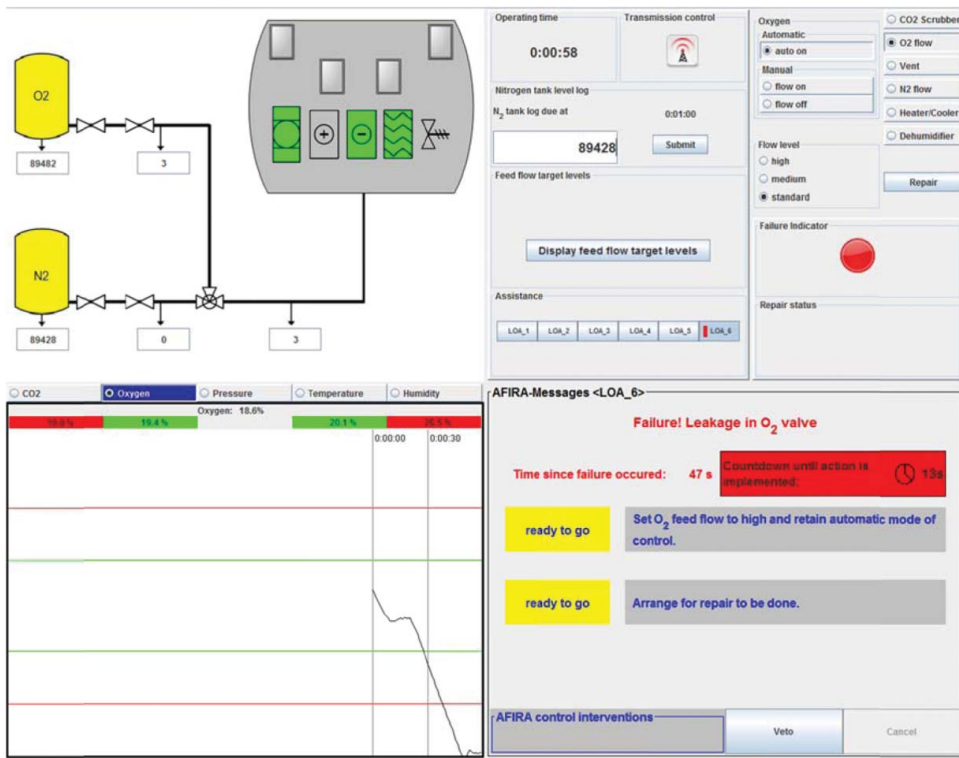 O2
89482
3
N2
89428
0
3
Operating time
0:00:58
Transmission control
Nitrogen tank level log
N2 tank log due at
0:01:00
89428
Submit
Feed flow target levels
Display feed flow target levels
Assistance
LOA_1 LOA_2 LOA_3 LOA_4 LOA_5 LOA_6
Oxygen
Automatic
auto on
Manual
flow on
flow off
Flow level
high
medium
standard
CO2 Scrubber
O2 flow
Vent
N2 flow
Heater/Cooler
Dehumidifier
Repair
Failure Indicator
Repair status
CO2 Oxygen Pressure Temperature Humidity
Oxygen: 18.6%
19.4 % 20.1 % 20.5 %
0:00:00 0:00:30
AFIRA-Messages <LOA_6>
Failure! Leakage in O2 valve
Time since failure occured: 47 s
Countdown until action is
implemented:
13s
ready to go
Set O2 feed flow to high and retain automatic mode of
control.
ready to go
Arrange for repair to be done.
AFIRA control interventions
Veto
Cancel